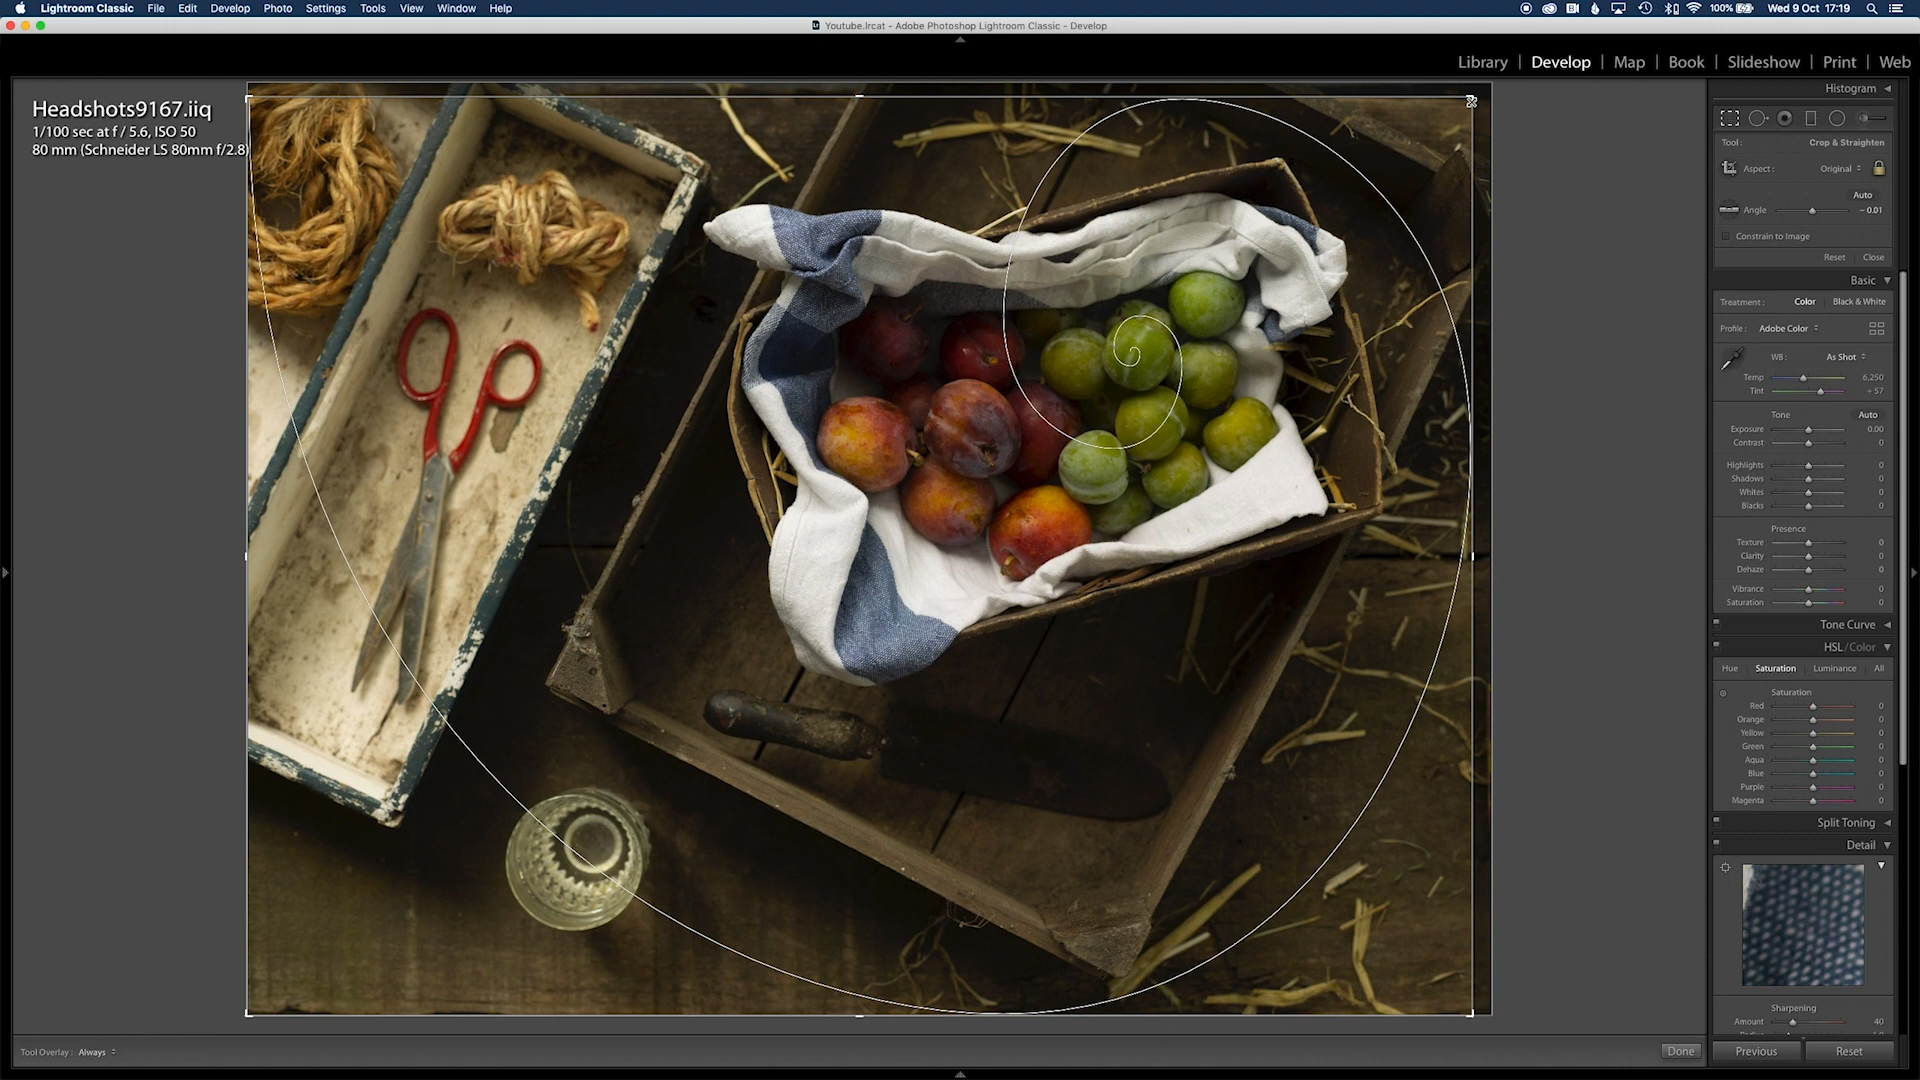 Lightroom Classic File Edit Develop Photo Settings Tools View Window Help 100% Wed 9 Oct 17:19
Youtube.lrcat - Adobe Photoshop Lightroom Classic - Develop
Library | Develop | Map | Book | Slideshow | Print | Web
Headshots9167.iiq
1/100 sec at f / 5.6, ISO 50
80 mm (Schneider LS 80mm f/2.8)
Histogram
Tool : Crop & Straighten
Aspect : Original
Auto
Angle - 0.01
Constrain to Image
Reset Close
Basic
Treatment : Color Black & White
Profile : Adobe Color
WB : As Shot
Temp 6,250
Tint + 57
Tone Auto
Exposure 0.00
Contrast 0
Highlights 0
Shadows 0
Whites 0
Blacks 0
Presence
Texture 0
Clarity 0
Dehaze 0
Vibrance 0
Saturation 0
Tone Curve
HSL / Color
Hue Saturation Luminance All
Saturation
Red 0
Orange 0
Yellow 0
Green 0
Aqua 0
Blue 0
Purple 0
Magenta 0
Split Toning
Detail
Sharpening
Amount 40
Tool Overlay : Always
Done
Previous Reset